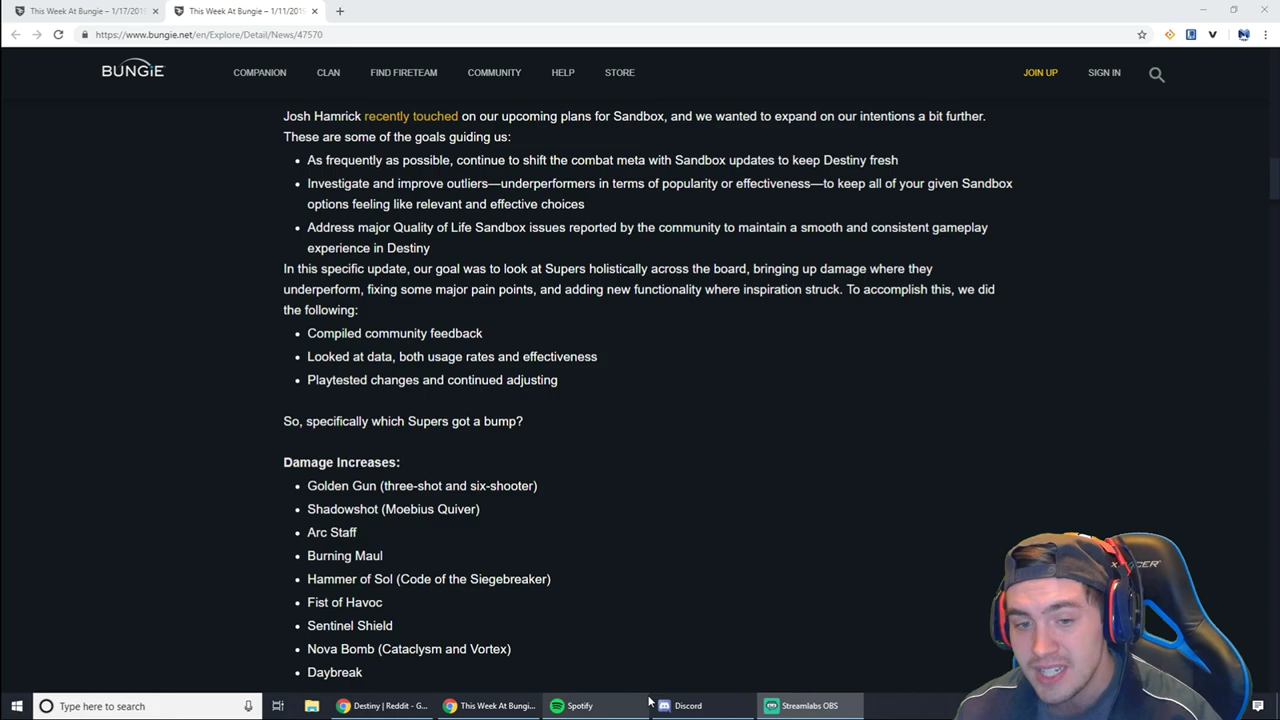 This Week At Bungie – 1/17/201
This Week At Bungie – 1/11/201
https://www.bungie.net/en/Explore/Detail/News/47570
BUNGiE
COMPANION CLAN FIND FIRETEAM COMMUNITY HELP STORE JOIN UP SIGN IN
Josh Hamrick recently touched on our upcoming plans for Sandbox, and we wanted to expand on our intentions a bit further.
These are some of the goals guiding us:
• As frequently as possible, continue to shift the combat meta with Sandbox updates to keep Destiny fresh
• Investigate and improve outliers—underperformers in terms of popularity or effectiveness—to keep all of your given Sandbox
options feeling like relevant and effective choices
• Address major Quality of Life Sandbox issues reported by the community to maintain a smooth and consistent gameplay
experience in Destiny
In this specific update, our goal was to look at Supers holistically across the board, bringing up damage where they
underperform, fixing some major pain points, and adding new functionality where inspiration struck. To accomplish this, we did
the following:
• Compiled community feedback
• Looked at data, both usage rates and effectiveness
• Playtested changes and continued adjusting
So, specifically which Supers got a bump?
Damage Increases:
• Golden Gun (three-shot and six-shooter)
• Shadowshot (Moebius Quiver)
• Arc Staff
• Burning Maul
• Hammer of Sol (Code of the Siegebreaker)
• Fist of Havoc
• Sentinel Shield
• Nova Bomb (Cataclysm and Vortex)
• Daybreak
Type here to search
Destiny | Reddit - G...
This Week At Bungi...
Spotify
Discord
Streamlabs OBS